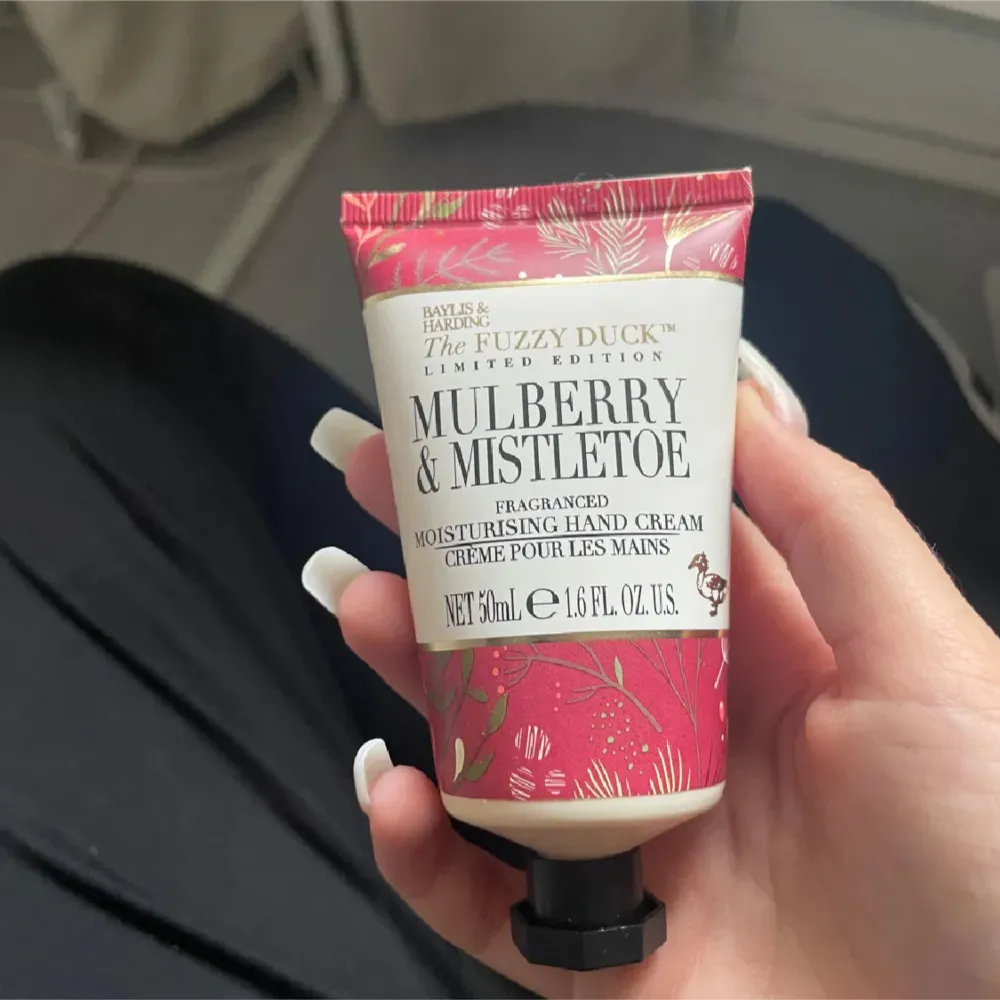 BAYLIS &
HARDING
The FUZZY DUCK™
LIMITED EDITION
MULBERRY
& MISTLETOE
FRAGRANCED
MOISTURISING HAND CREAM
CRÈME POUR LES MAINS
NET 50mL ℮ 1.6 FL. OZ. U.S.